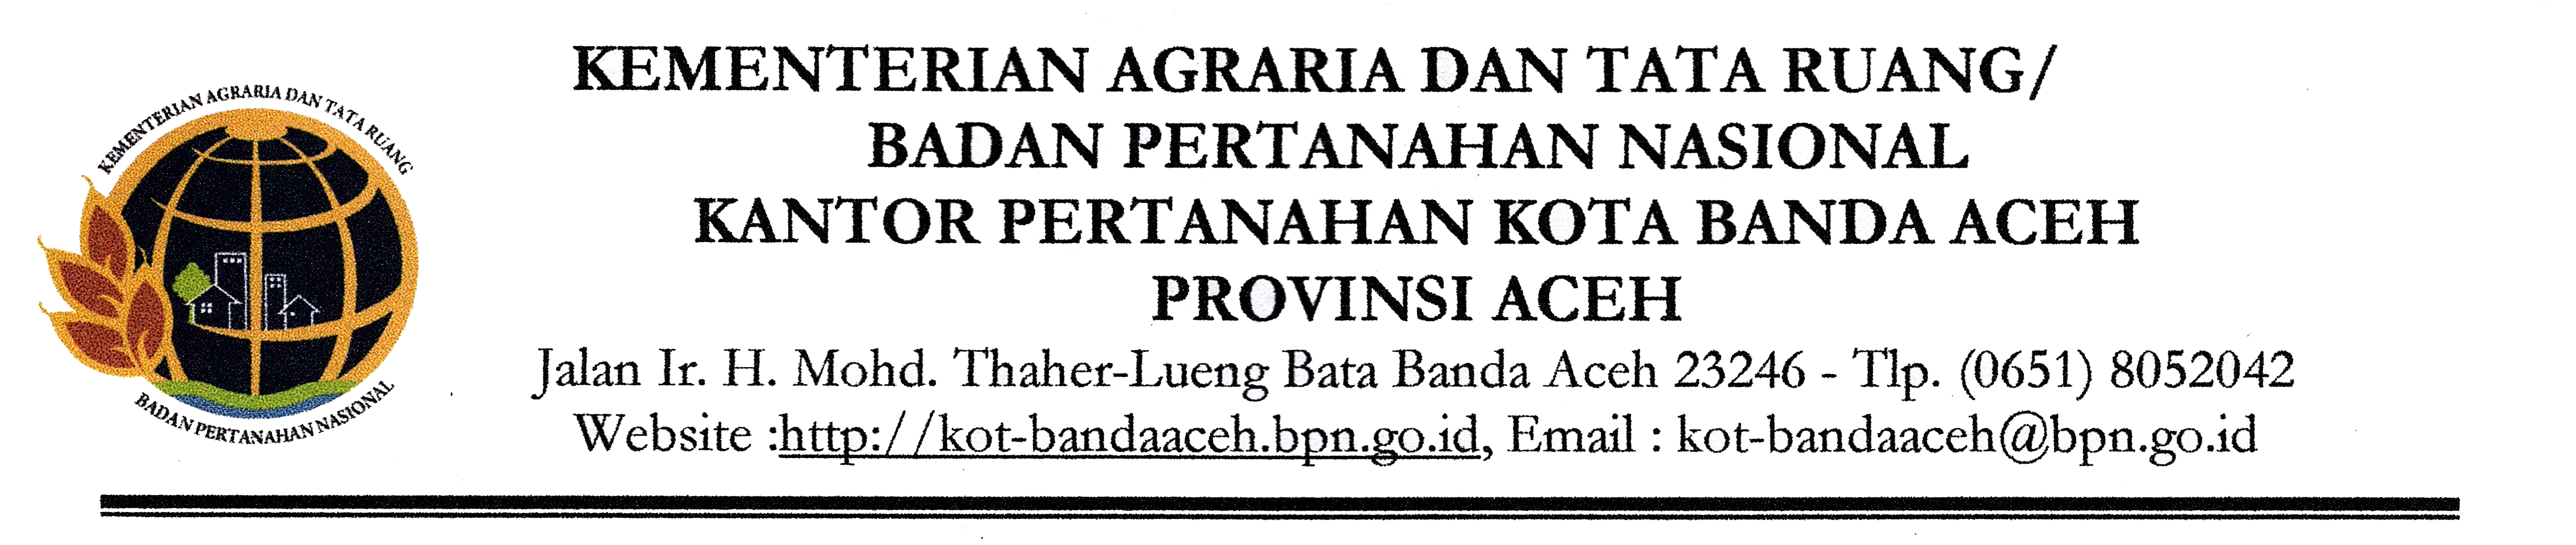 KEMENTERIAN AGRARIA DAN TATA RUANG
BADAN PERTANAHAN NASIONAL
KEMENTERIAN AGRARIA DAN TATA RUANG/
BADAN PERTANAHAN NASIONAL
KANTOR PERTANAHAN KOTA BANDA ACEH
PROVINSI ACEH
Jalan Ir. H. Mohd. Thaher-Lueng Bata Banda Aceh 23246 - Tlp. (0651) 8052042
Website :http://kot-bandaaceh.bpn.go.id, Email : kot-bandaaceh@bpn.go.id